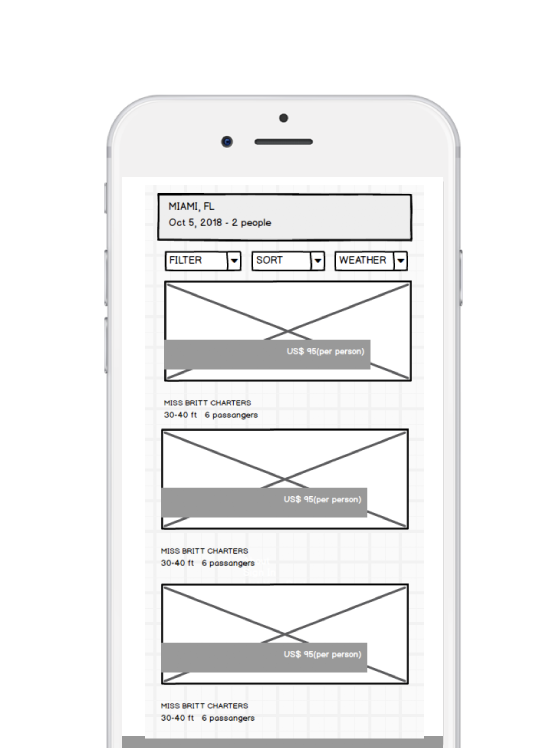 MIAMI, FL
Oct 5, 2018 - 2 people
FILTER SORT WEATHER
US$ 95(per person)
MISS BRITT CHARTERS
30-40 ft 6 passangers
US$ 95(per person)
MISS BRITT CHARTERS
30-40 ft 6 passangers
US$ 95(per person)
MISS BRITT CHARTERS
30-40 ft 6 passangers